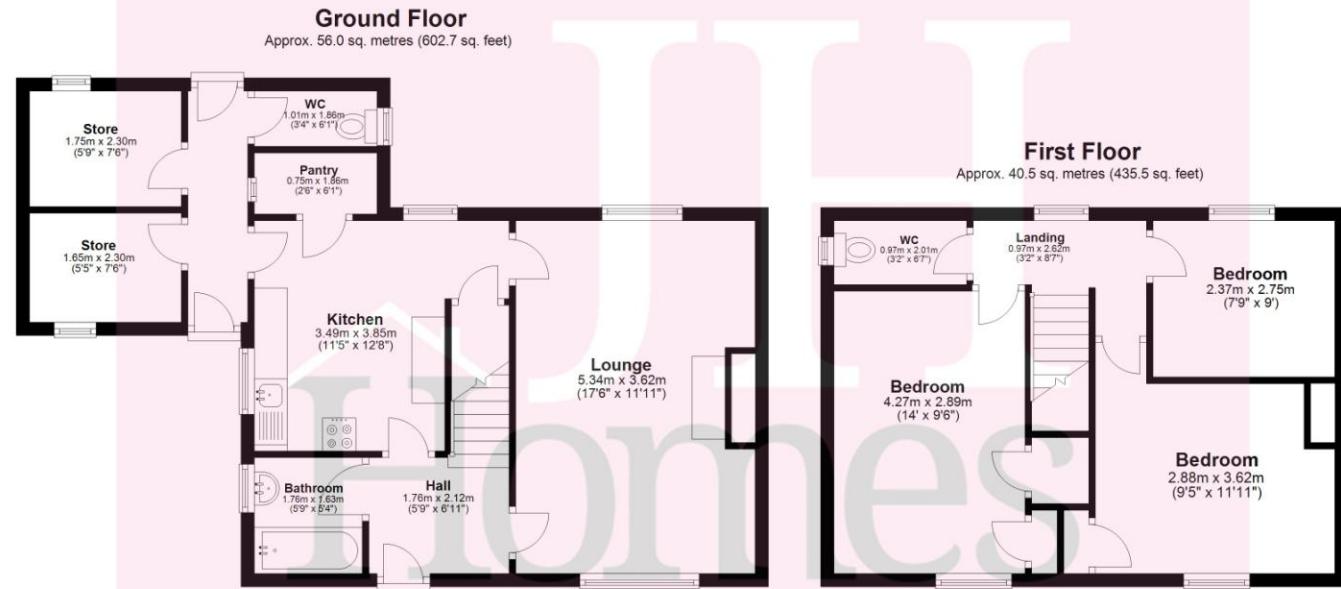 Ground Floor
Approx. 56.0 sq. metres (602.7 sq. feet)
Store
1.75m x 2.30m
(5'9" x 7'6")
WC
1.01m x 1.86m
(3'4" x 6'1")
Pantry
0.75m x 1.86m
(2'6" x 6'1")
Store
1.65m x 2.30m
(5'5" x 7'6")
Kitchen
3.49m x 3.85m
(11'5" x 12'8")
Lounge
5.34m x 3.62m
(17'6" x 11'11")
Bathroom
1.76m x 1.63m
(5'9" x 5'4")
Hall
1.76m x 2.12m
(5'9" x 6'11")
First Floor
Approx. 40.5 sq. metres (435.5 sq. feet)
WC
0.97m x 2.01m
(3'2" x 6'7")
Landing
0.97m x 2.62m
(3'2" x 8'7")
Bedroom
2.37m x 2.75m
(7'9" x 9')
Bedroom
4.27m x 2.89m
(14' x 9'6")
Bedroom
2.88m x 3.62m
(9'5" x 11'11")
JH
Homes